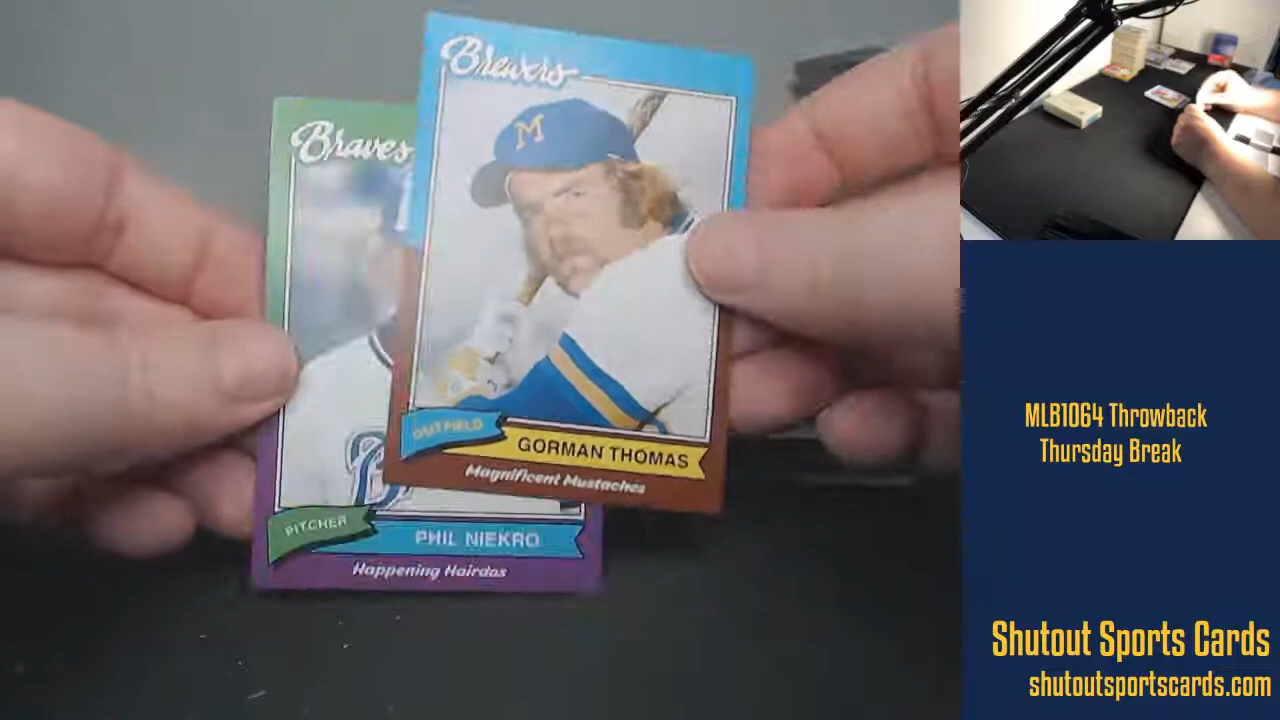 Brewers
M
OUTFIELD
GORMAN THOMAS
Magnificent Mustaches
Braves
PITCHER
PHIL NIEKRO
Happening Hairdos
MLB1064 Throwback
Thursday Break
Shutout Sports Cards
shutoutsportscards.com